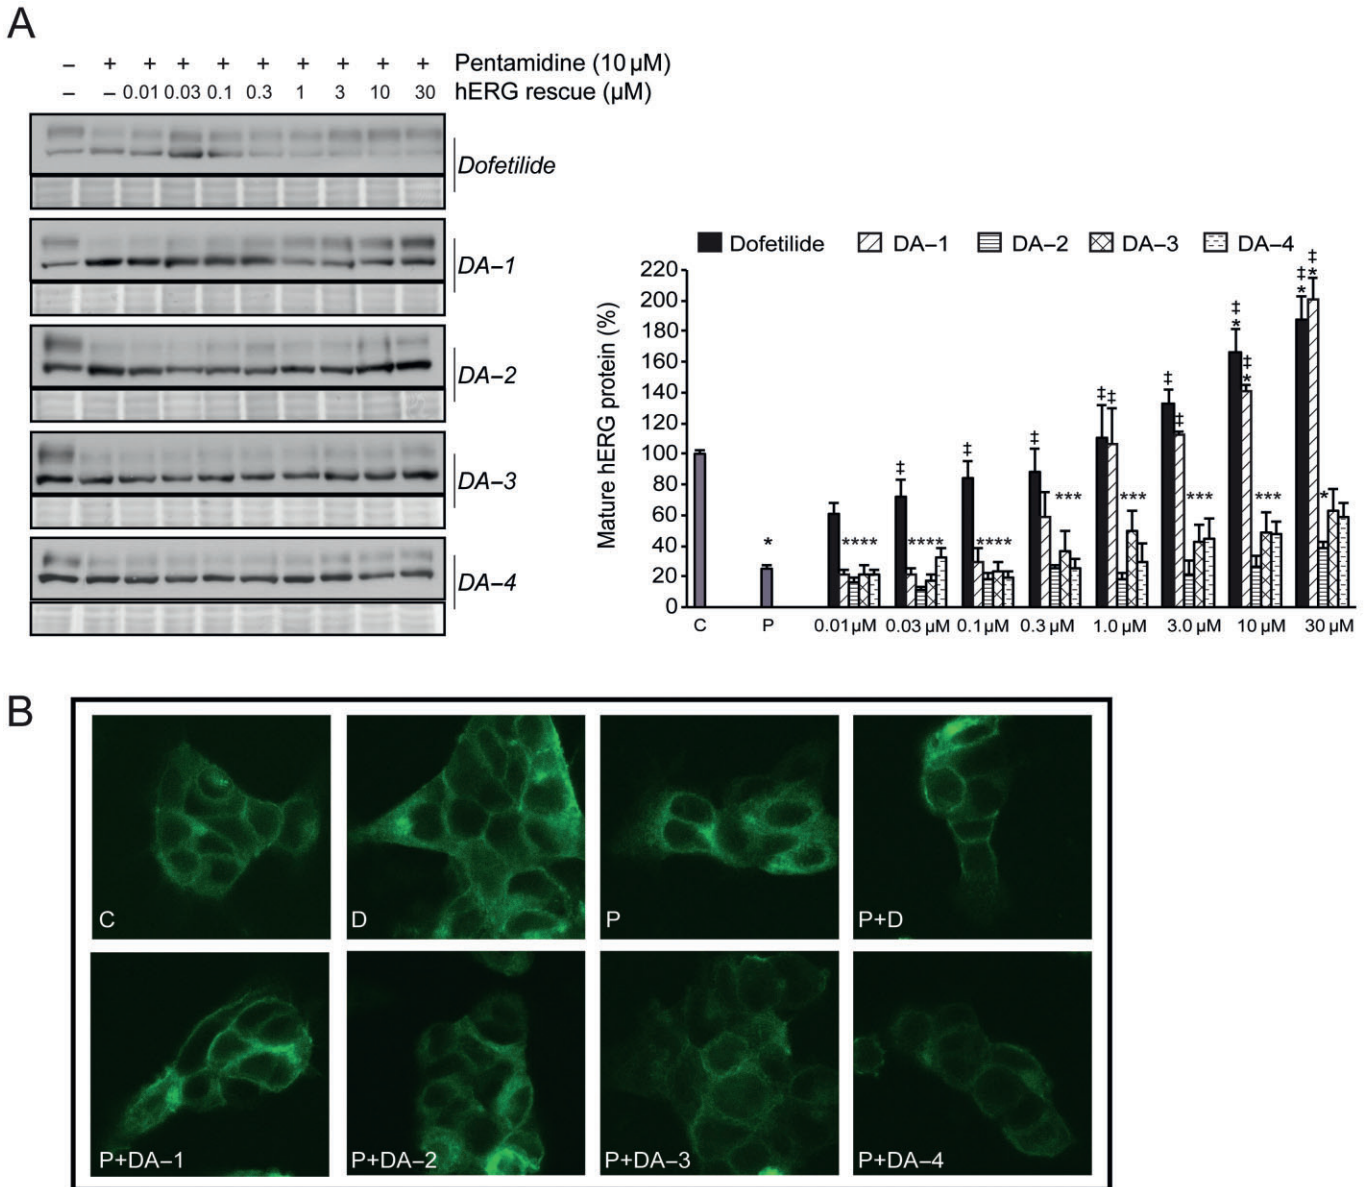 A
– + + + + + + + + + Pentamidine (10 µM)
– – 0.01 0.03 0.1 0.3 1 3 10 30 hERG rescue (µM)
Dofetilide
DA–1
DA–2
DA–3
DA–4
Dofetilide DA–1 DA–2 DA–3 DA–4
Mature hERG protein (%)
220
200
180
160
140
120
100
80
60
40
20
0
‡ ‡ ‡ ‡ ‡‡ ‡ ‡ ‡* ‡* ‡* ‡*
* **** **** **** *** *** *** *** *
C P 0.01 µM 0.03 µM 0.1 µM 0.3 µM 1.0 µM 3.0 µM 10 µM 30 µM
B
C D P P+D
P+DA–1 P+DA–2 P+DA–3 P+DA–4